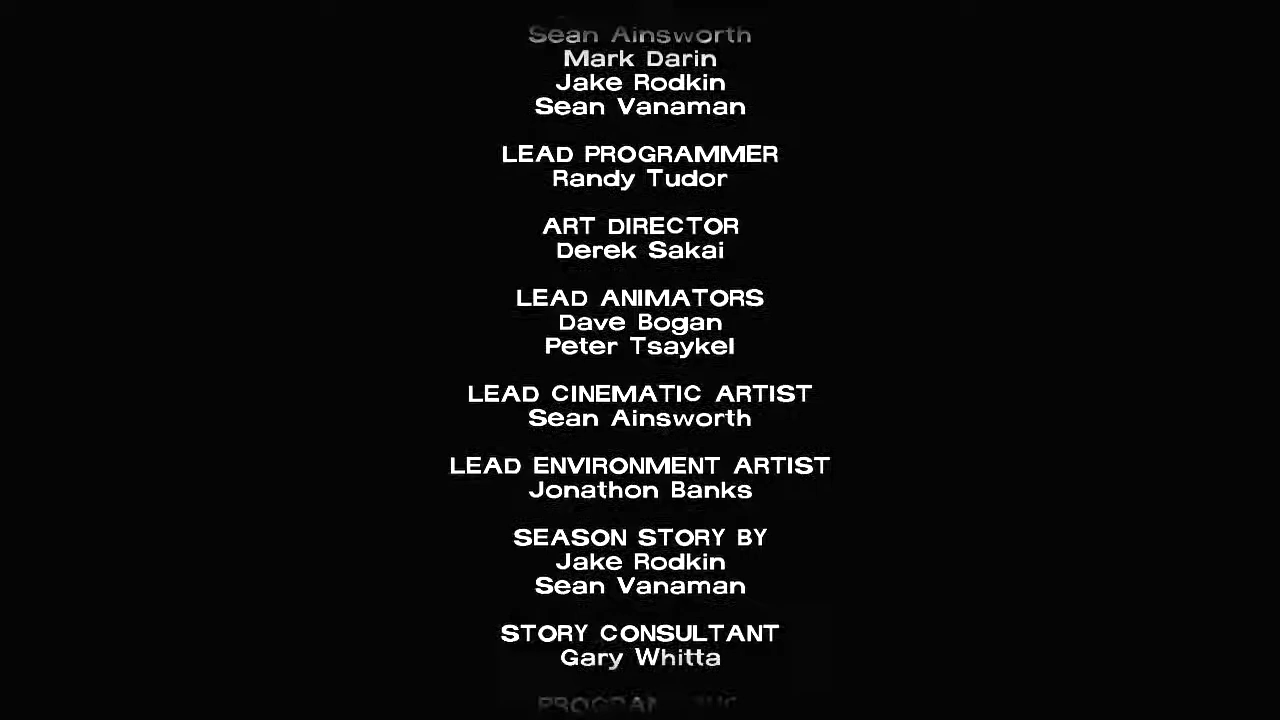 Sean Ainsworth
Mark Darin
Jake Rodkin
Sean Vanaman
LEAD PROGRAMMER
Randy Tudor
ART DIRECTOR
Derek Sakai
LEAD ANIMATORS
Dave Bogan
Peter Tsaykel
LEAD CINEMATIC ARTIST
Sean Ainsworth
LEAD ENVIRONMENT ARTIST
Jonathon Banks
SEASON STORY BY
Jake Rodkin
Sean Vanaman
STORY CONSULTANT
Gary Whitta